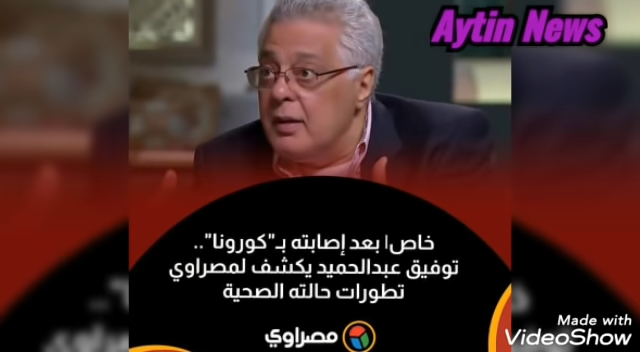 Aytin News
خاص| بعد إصابته بـ"كورونا"..
توفيق عبدالحميد يكشف لمصراوي
تطورات حالته الصحية
مصراوي
Made with
VideoShow